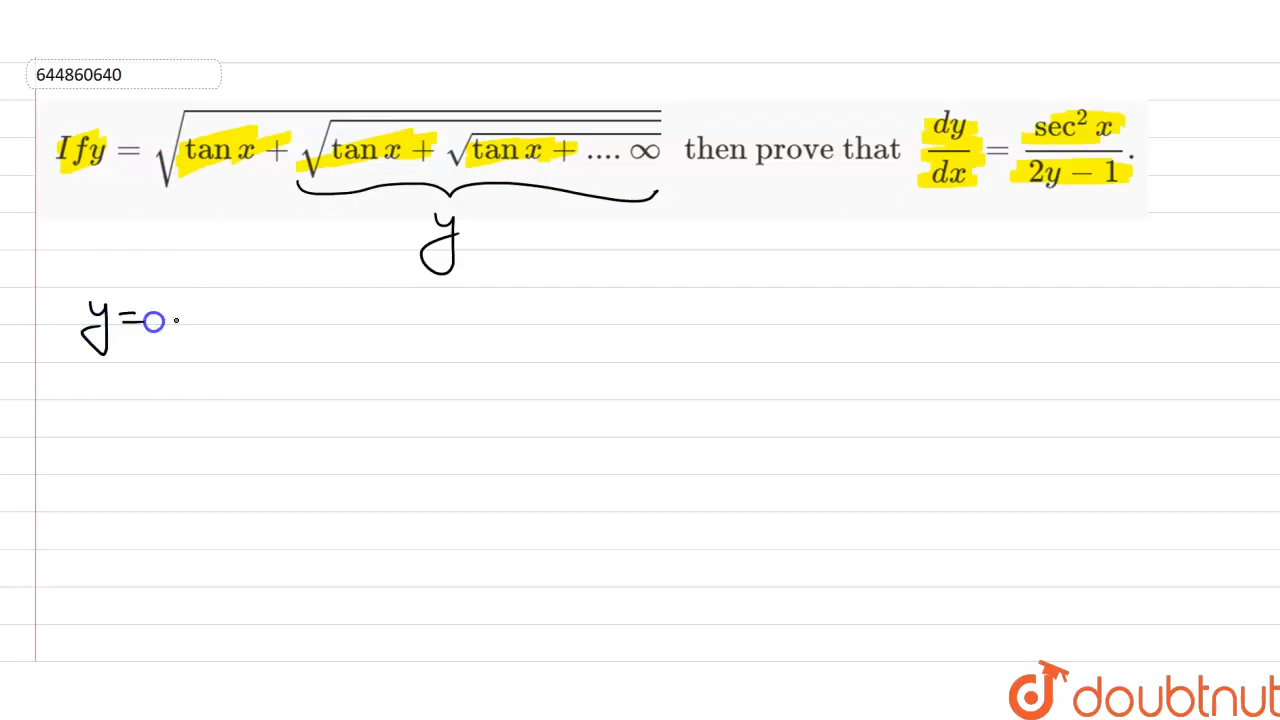 644860640
If y = √(tan x + √(tan x + √(tan x + .... ∞))) then prove that dy/dx = sec² x / 2y − 1.
y
y =
doubtnut